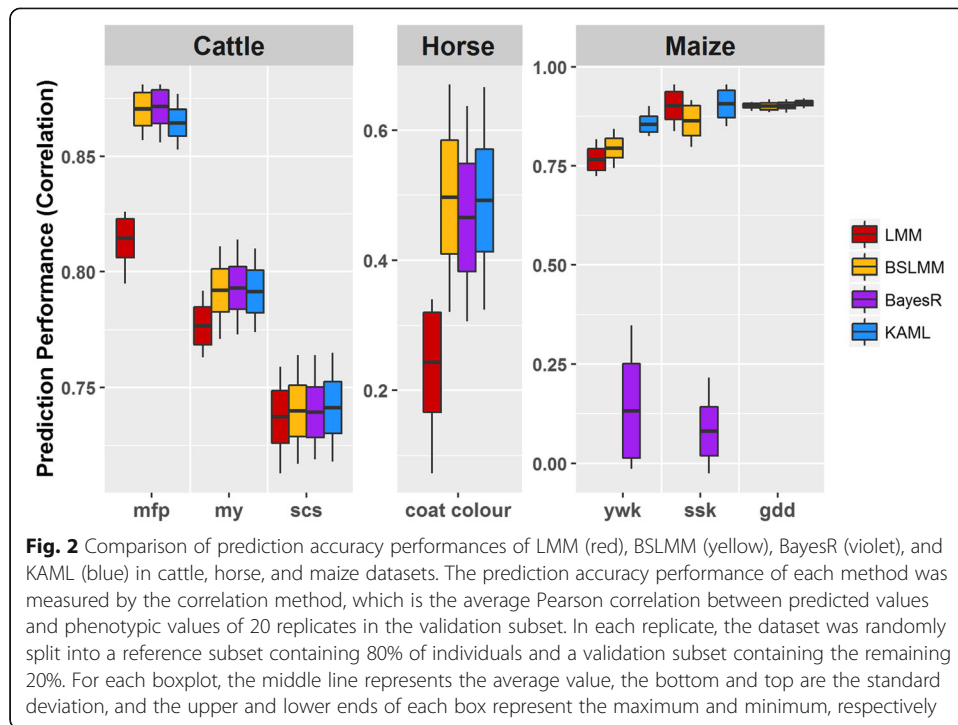 Cattle
Horse
Maize
Prediction Performance (Correlation)
0.85
0.80
0.75
0.6
0.4
0.2
1.00
0.75
0.50
0.25
0.00
mfp my scs
coat colour
ywk ssk gdd
LMM
BSLMM
BayesR
KAML
Fig. 2 Comparison of prediction accuracy performances of LMM (red), BSLMM (yellow), BayesR (violet), and
KAML (blue) in cattle, horse, and maize datasets. The prediction accuracy performance of each method was
measured by the correlation method, which is the average Pearson correlation between predicted values
and phenotypic values of 20 replicates in the validation subset. In each replicate, the dataset was randomly
split into a reference subset containing 80% of individuals and a validation subset containing the remaining
20%. For each boxplot, the middle line represents the average value, the bottom and top are the standard
deviation, and the upper and lower ends of each box represent the maximum and minimum, respectively